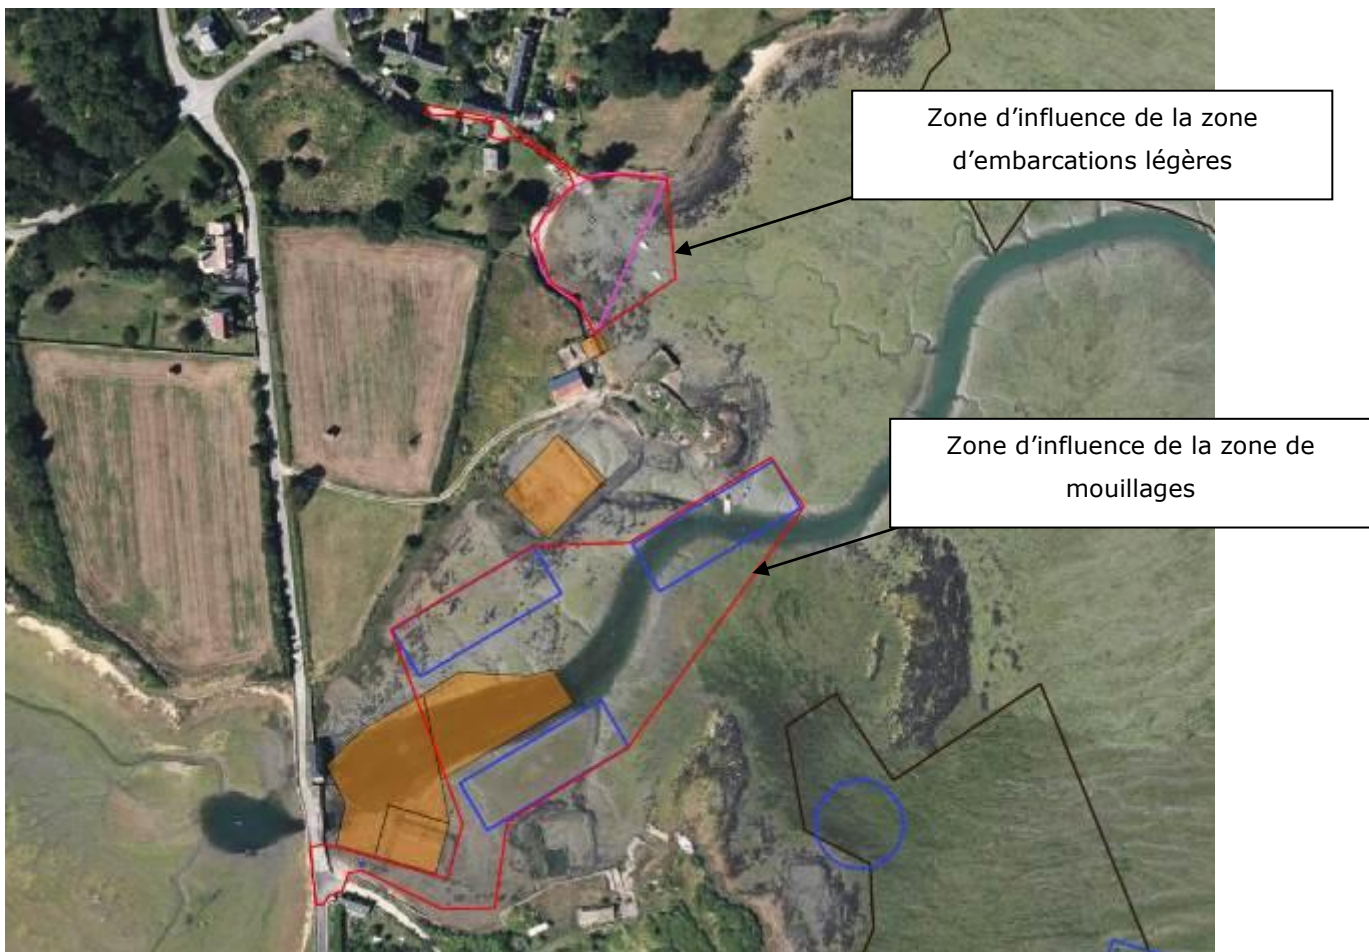 Zone d’influence de la zone
d’embarcations légères
Zone d’influence de la zone de
mouillages